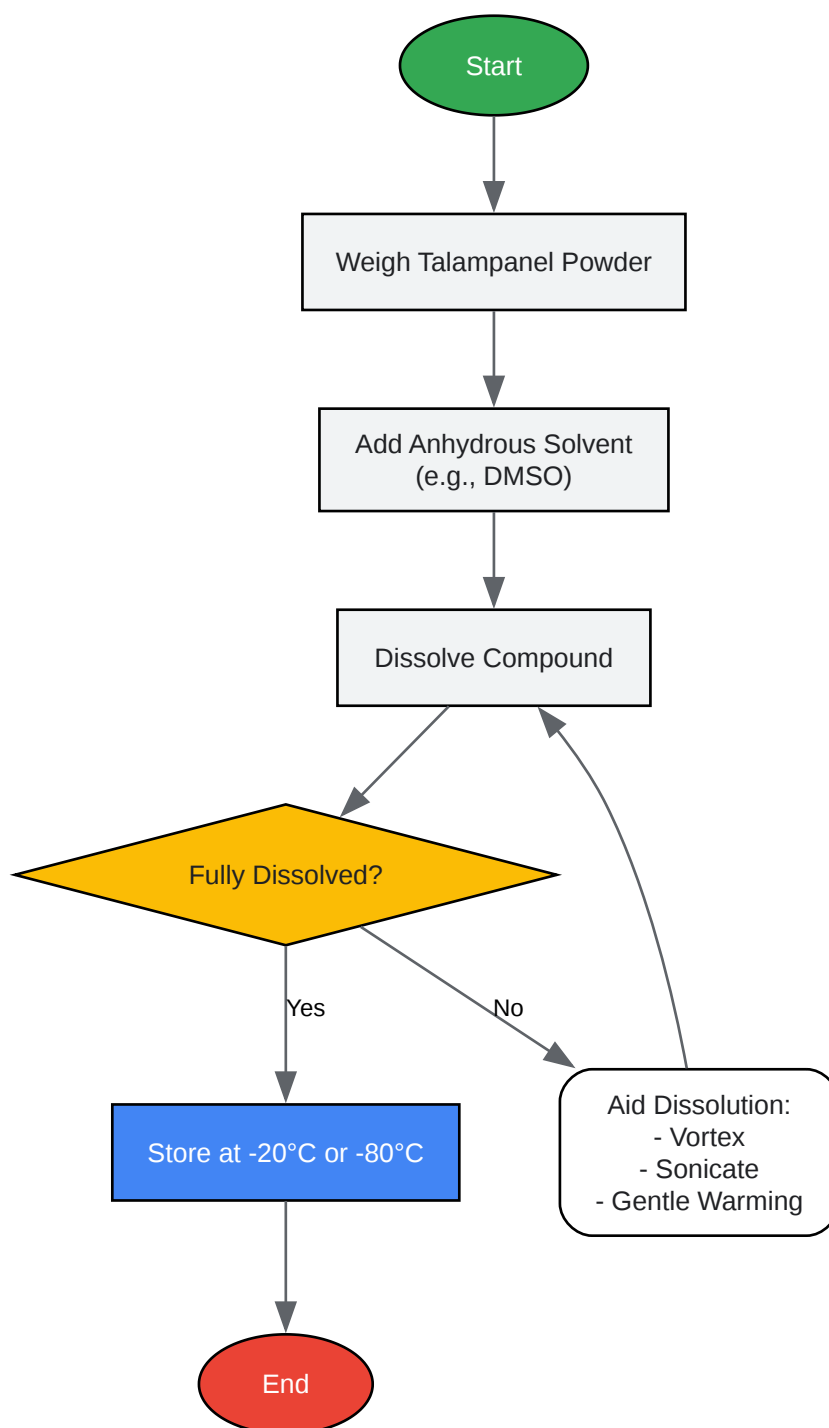 Start
Weigh Talampanel Powder
Add Anhydrous Solvent
(e.g., DMSO)
Dissolve Compound
Fully Dissolved?
Yes
No
Aid Dissolution:
- Vortex
- Sonicate
- Gentle Warming
Store at -20°C or -80°C
End